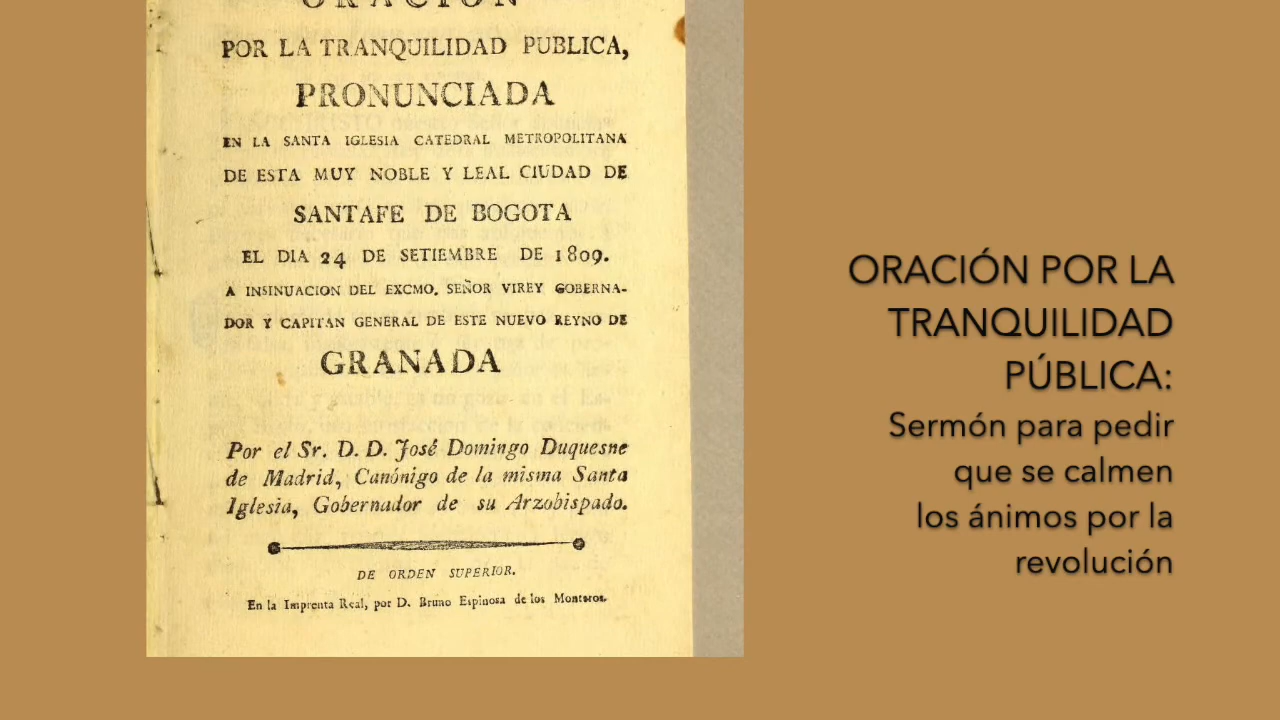 ORACION
POR LA TRANQUILIDAD PUBLICA,
PRONUNCIADA
EN LA SANTA IGLESIA CATEDRAL METROPOLITANA
DE ESTA MUY NOBLE Y LEAL CIUDAD DE
SANTAFE DE BOGOTA
EL DIA 24 DE SETIEMBRE DE 1809.
A INSINUACION DEL EXCMO. SEÑOR VIREY GOBERNA-
DOR Y CAPITAN GENERAL DE ESTE NUEVO REYNO DE
GRANADA
Por el Sr. D. D. José Domingo Duquesne
de Madrid, Canónigo de la misma Santa
Iglesia, Gobernador de su Arzobispado.
DE ORDEN SUPERIOR.
En la Imprenta Real, por D. Bruno Espinosa de los Monteros.
ORACIÓN POR LA
TRANQUILIDAD
PÚBLICA:
Sermón para pedir
que se calmen
los ánimos por la
revolución